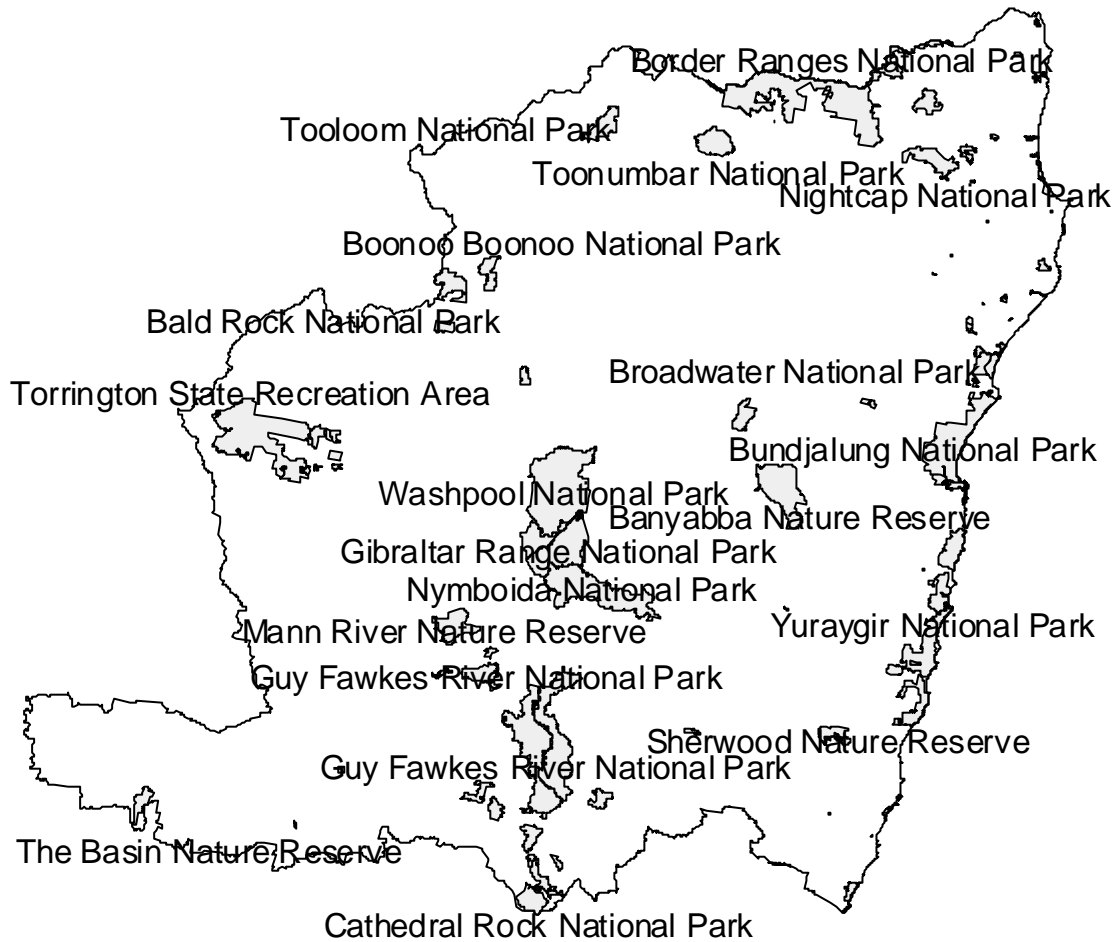 Border Ranges National Park
Tooloom National Park
Toonumbar National Park
Nightcap National Park
Boonoo Boonoo National Park
Bald Rock National Park
Broadwater National Park
Torrington State Recreation Area
Bundjalung National Park
Washpool National Park
Banyabba Nature Reserve
Gibraltar Range National Park
Nymboida National Park
Yuraygir National Park
Mann River Nature Reserve
Guy Fawkes River National Park
Sherwood Nature Reserve
Guy Fawkes River National Park
The Basin Nature Reserve
Cathedral Rock National Park